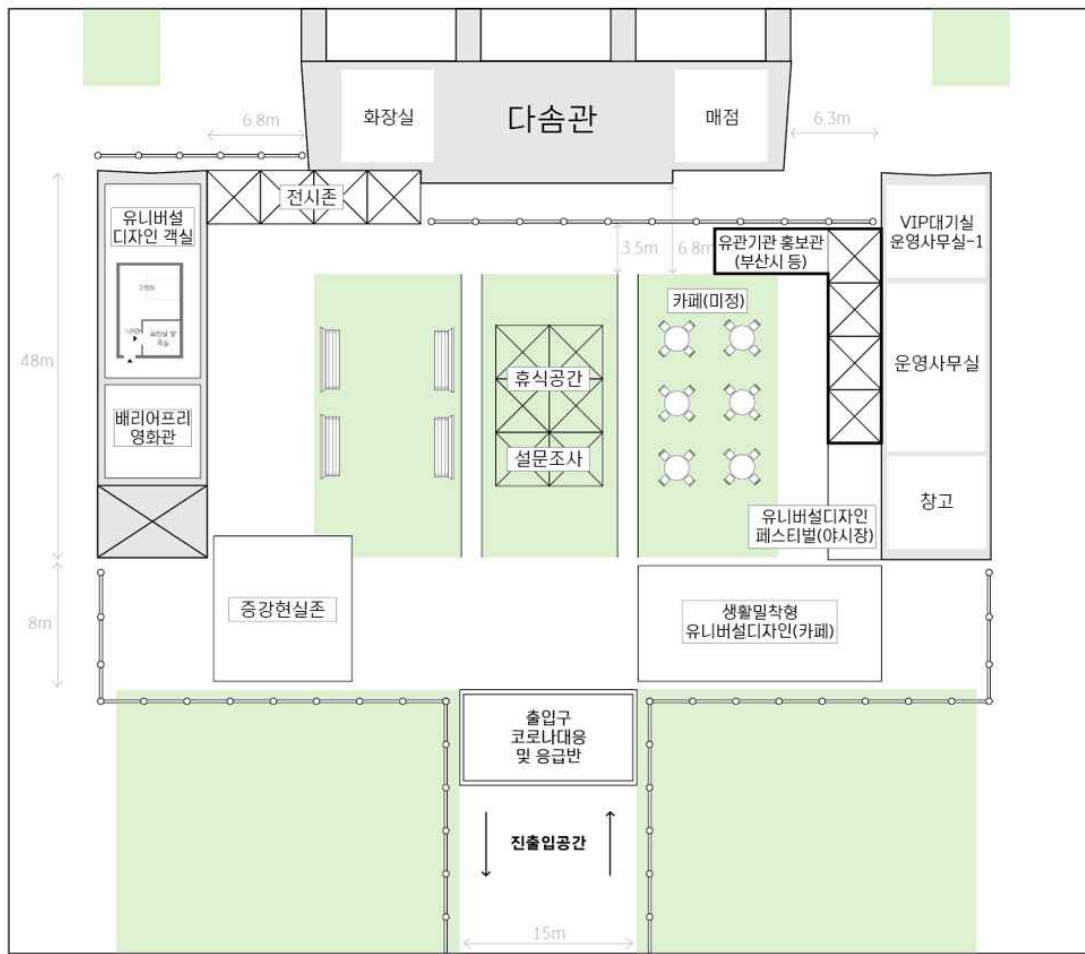 화장실
다솜관
매점
6.8m
6.3m
전시존
유니버설
디자인 객실
VIP대기실
운영사무실-1
3.5m
6.8m
유관기관 홍보관
(부산시 등)
카페(미정)
48m
휴식공간
운영사무실
배리어프리
영화관
설문조사
창고
유니버설디자인
페스티벌(야시장)
8m
증강현실존
생활밀착형
유니버설디자인(카페)
출입구
코로나대응
및 응급반
진출입공간
15m